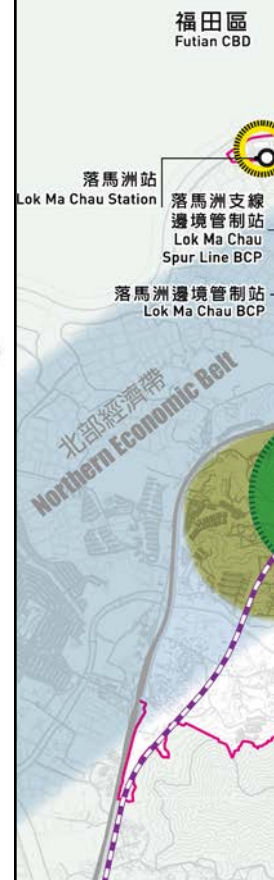 福田區
Futian CBD
落馬洲站
Lok Ma Chau Station
落馬洲支線
邊境管制站
Lok Ma Chau
Spur Line BCP
落馬洲邊境管制站
Lok Ma Chau BCP
北部經濟帶
Northern Economic Belt